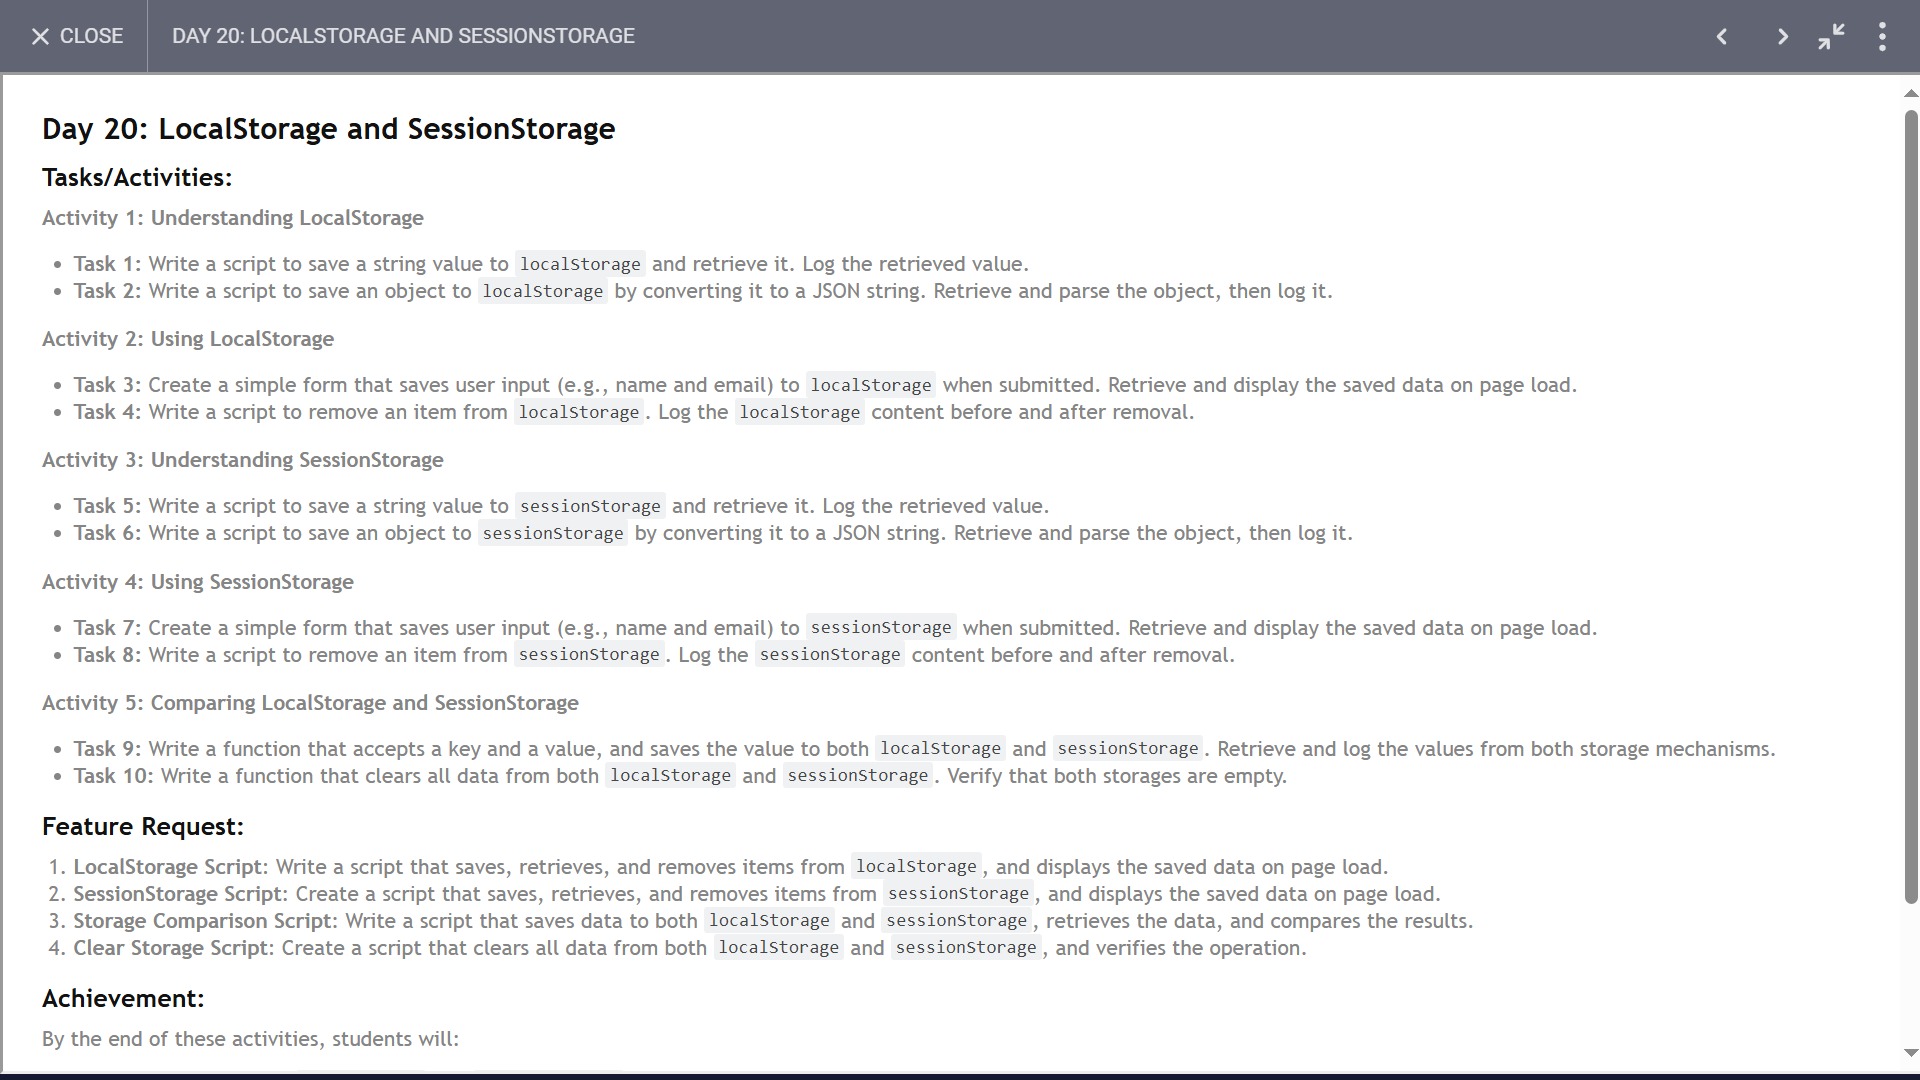 CLOSE
DAY 20: LOCALSTORAGE AND SESSIONSTORAGE
Day 20: LocalStorage and SessionStorage
Tasks/Activities:
Activity 1: Understanding LocalStorage
• Task 1: Write a script to save a string value to localStorage and retrieve it. Log the retrieved value.
• Task 2: Write a script to save an object to localStorage by converting it to a JSON string. Retrieve and parse the object, then log it.
Activity 2: Using LocalStorage
• Task 3: Create a simple form that saves user input (e.g., name and email) to localStorage when submitted. Retrieve and display the saved data on page load.
• Task 4: Write a script to remove an item from localStorage. Log the localStorage content before and after removal.
Activity 3: Understanding SessionStorage
• Task 5: Write a script to save a string value to sessionStorage and retrieve it. Log the retrieved value.
• Task 6: Write a script to save an object to sessionStorage by converting it to a JSON string. Retrieve and parse the object, then log it.
Activity 4: Using SessionStorage
• Task 7: Create a simple form that saves user input (e.g., name and email) to sessionStorage when submitted. Retrieve and display the saved data on page load.
• Task 8: Write a script to remove an item from sessionStorage. Log the sessionStorage content before and after removal.
Activity 5: Comparing LocalStorage and SessionStorage
• Task 9: Write a function that accepts a key and a value, and saves the value to both localStorage and sessionStorage. Retrieve and log the values from both storage mechanisms.
• Task 10: Write a function that clears all data from both localStorage and sessionStorage. Verify that both storages are empty.
Feature Request:
1. LocalStorage Script: Write a script that saves, retrieves, and removes items from localStorage, and displays the saved data on page load.
2. SessionStorage Script: Create a script that saves, retrieves, and removes items from sessionStorage, and displays the saved data on page load.
3. Storage Comparison Script: Write a script that saves data to both localStorage and sessionStorage, retrieves the data, and compares the results.
4. Clear Storage Script: Create a script that clears all data from both localStorage and sessionStorage, and verifies the operation.
Achievement:
By the end of these activities, students will: